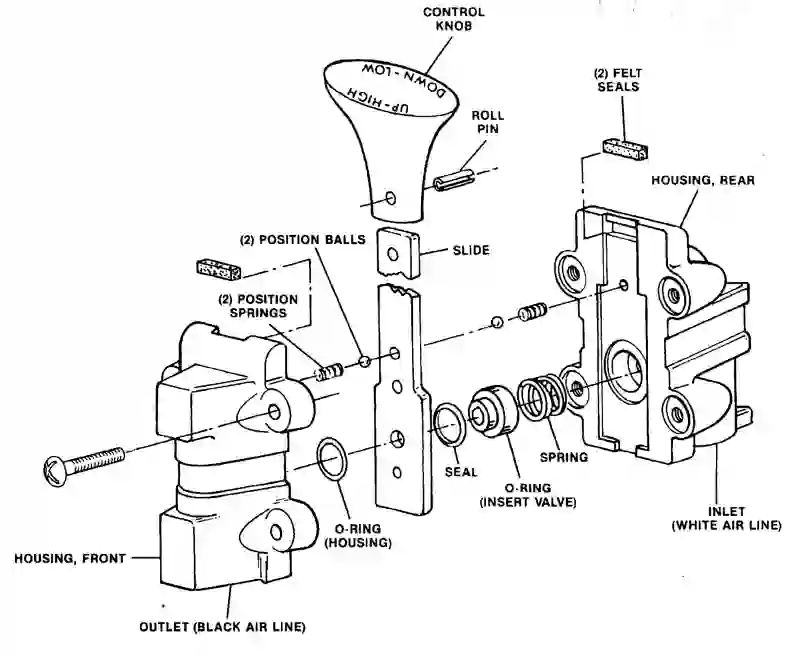 CONTROL
KNOB
DOWN-LOW
UP-HIGH
(2) FELT
SEALS
ROLL
PIN
HOUSING, REAR
(2) POSITION BALLS
SLIDE
(2) POSITION
SPRINGS
SPRING
SEAL
O-RING
(INSERT VALVE)
INLET
(WHITE AIR LINE)
O-RING
(HOUSING)
HOUSING, FRONT
OUTLET (BLACK AIR LINE)